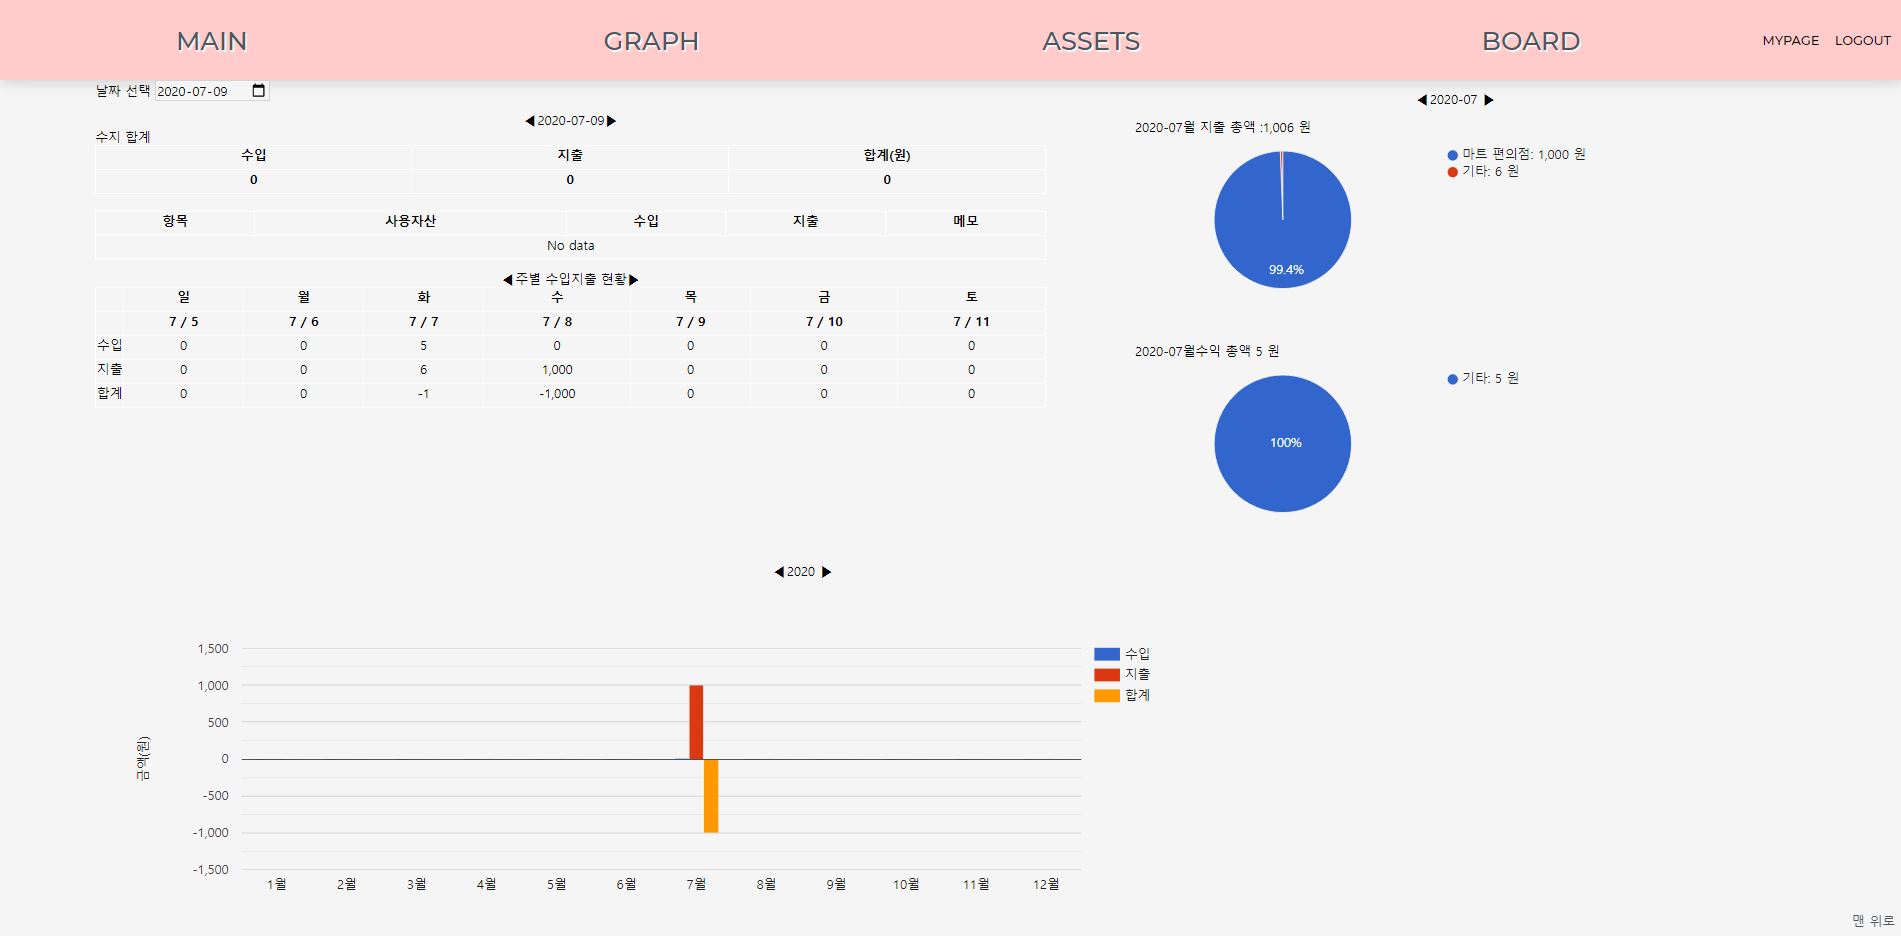 MAIN GRAPH ASSETS BOARD MYPAGE LOGOUT
날짜 선택 2020-07-09
◀2020-07-09▶
수지 합계
수입 지출 합계(원)
0 0 0
항목 사용자산 수입 지출 메모
No data
◀주별 수입지출 현황▶
일 월 화 수 목 금 토
7 / 5 7 / 6 7 / 7 7 / 8 7 / 9 7 / 10 7 / 11
수입 0 0 5 0 0 0 0
지출 0 0 6 1,000 0 0 0
합계 0 0 -1 -1,000 0 0 0
◀2020-07 ▶
2020-07월 지출 총액 :1,006 원
마트 편의점: 1,000 원
기타: 6 원
99.4%
2020-07월수익 총액 5 원
기타: 5 원
100%
◀2020 ▶
금액(원)
1,500
1,000
500
0
-500
-1,000
-1,500
1월 2월 3월 4월 5월 6월 7월 8월 9월 10월 11월 12월
수입
지출
합계
맨 위로